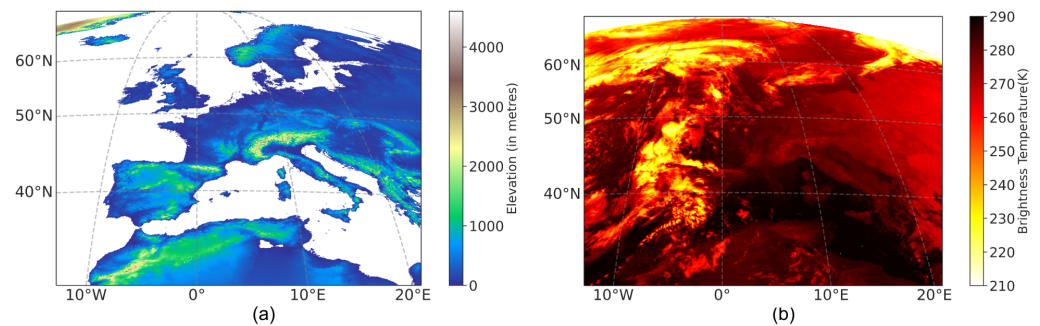 60°N
50°N
40°N
10°W
0°
10°E
20°E
4000
3000
2000
1000
0
Elevation (in metres)
(a)
60°N
50°N
40°N
10°W
0°
10°E
20°E
290
280
270
260
250
240
230
220
210
Brightness Temperature(K)
(b)